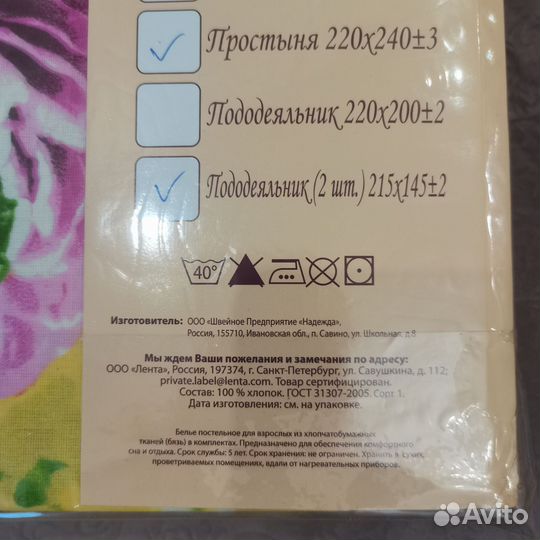 Простыня 220х240±3
Пододеяльник 220х200±2
Пододеяльник (2 шт.) 215х145±2
40°
Изготовитель: ООО «Швейное Предприятие «Надежда»,
Россия, 155710, Ивановская обл., п. Савино, ул. Школьная, д.8
Мы ждем Ваши пожелания и замечания по адресу:
ООО «Лента», Россия, 197374, г. Санкт-Петербург, ул. Савушкина, д. 112;
private.label@lenta.com. Товар сертифицирован.
Состав: 100 % хлопок. ГОСТ 31307-2005. Сорт 1.
Дата изготовления: см. на упаковке.
Белье постельное для взрослых из хлопчатобумажных
тканей (бязь) в комплектах. Предназначено для обеспечения комфортного
сна и отдыха. Срок службы: 5 лет. Срок хранения: не ограничен. Хранить в сухих,
проветриваемых помещениях, вдали от нагревательных приборов.
Avito